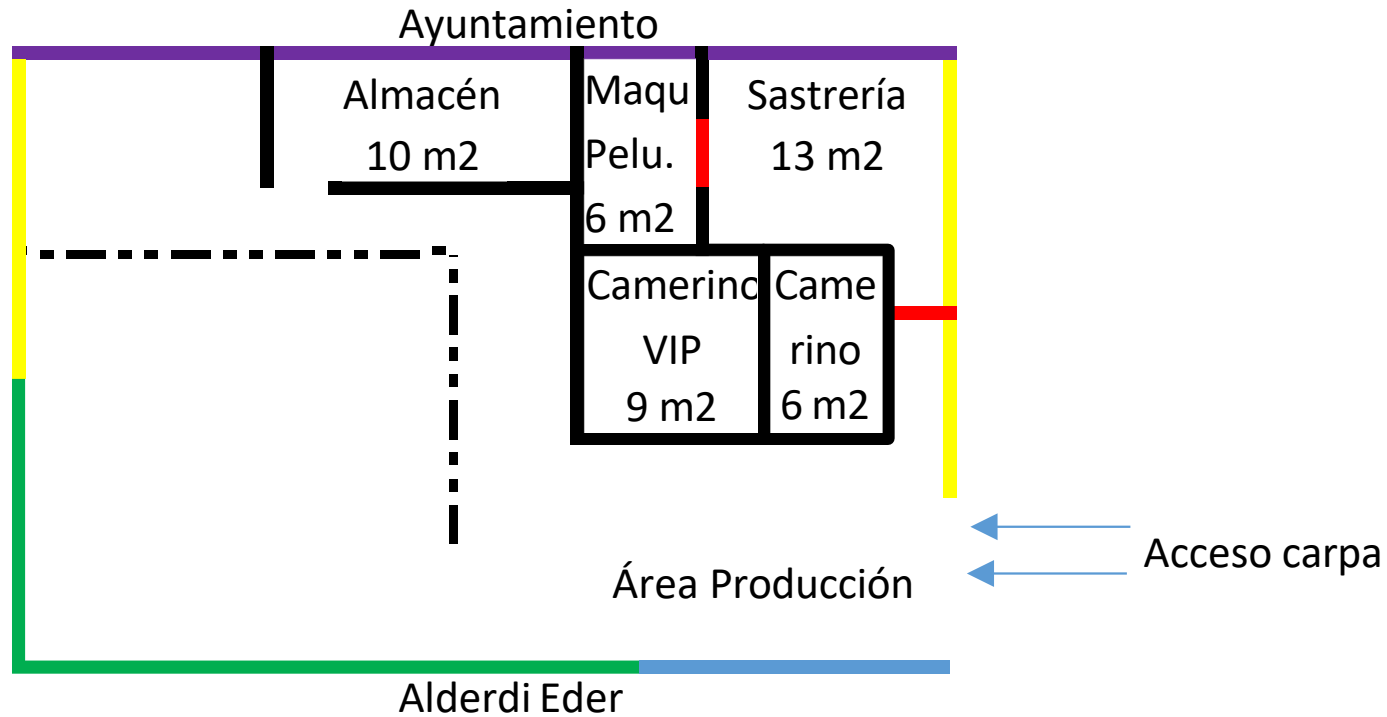 Ayuntamiento
Almacén
10 m2
Maqu
Pelu.
6 m2
Sastrería
13 m2
Camerino
VIP
9 m2
Came
rino
6 m2
Acceso carpa
Área Producción
Alderdi Eder